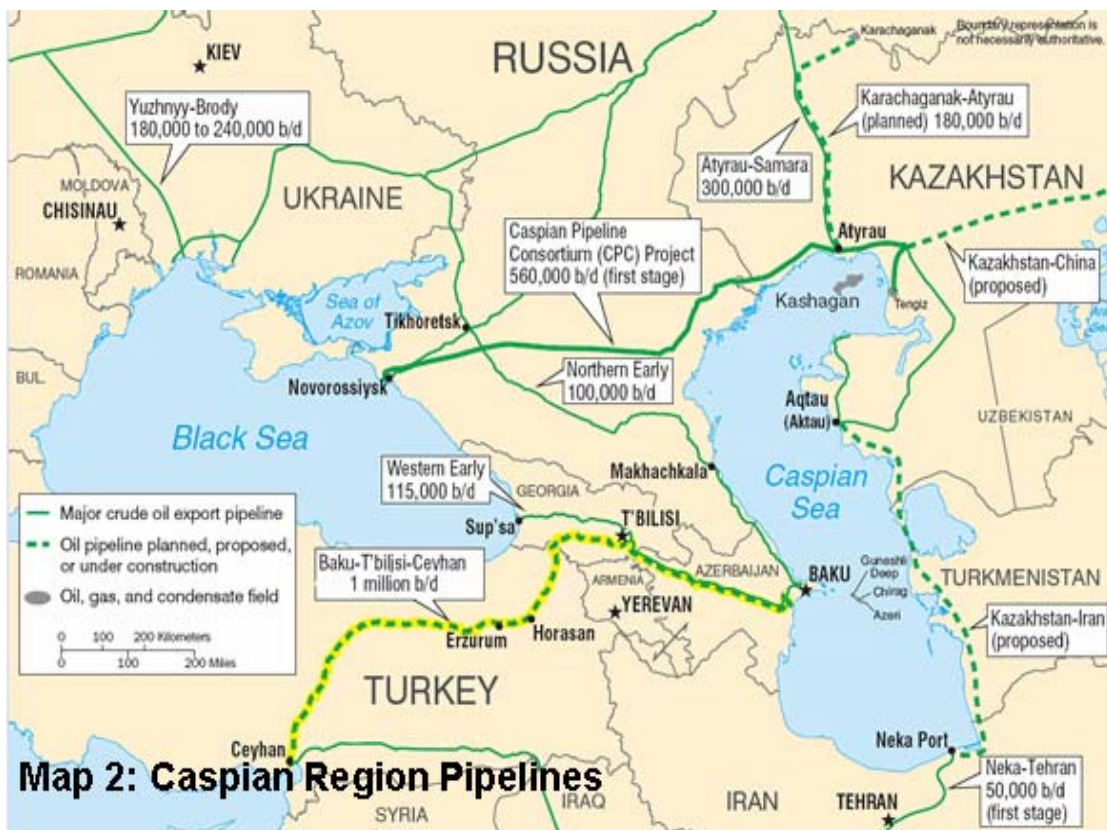 KIEV
RUSSIA
Karachaganak
Boundary representation is
not necessarily authoritative.
Yuzhnyy-Brody
180,000 to 240,000 b/d
Karachaganak-Atyrau
(planned) 180,000 b/d
MOLDOVA
CHISINAU
UKRAINE
Atyrau-Samara
300,000 b/d
KAZAKHSTAN
Caspian Pipeline
Consortium (CPC) Project
560,000 b/d (first stage)
Atyrau
ROMANIA
Kazakhstan-China
(proposed)
Sea of
Azov
Tikhoretsk
Kashagan
Tengiz
BUL.
Novorossiysk
Northern Early
100,000 b/d
Aqtau
(Aktau)
UZBEKISTAN
Black Sea
Western Early
115,000 b/d
Makhachkala
Caspian
Sea
GEORGIA
Sup'sa
T'BILISI
Major crude oil export pipeline
Oil pipeline planned, proposed,
or under construction
Oil, gas, and condensate field
0 100 200 Kilometers
0 100 200 Miles
Baku-T'bilisi-Ceyhan
1 million b/d
ARMENIA
AZERBAIJAN
BAKU
Guneshli
Deep
Chirag
Azeri
TURKMENISTAN
YEREVAN
Erzurum
Horasan
Kazakhstan-Iran
(proposed)
TURKEY
Ceyhan
Neka Port
Map 2: Caspian Region Pipelines
Neka-Tehran
50,000 b/d
(first stage)
SYRIA
IRAQ
IRAN
TEHRAN